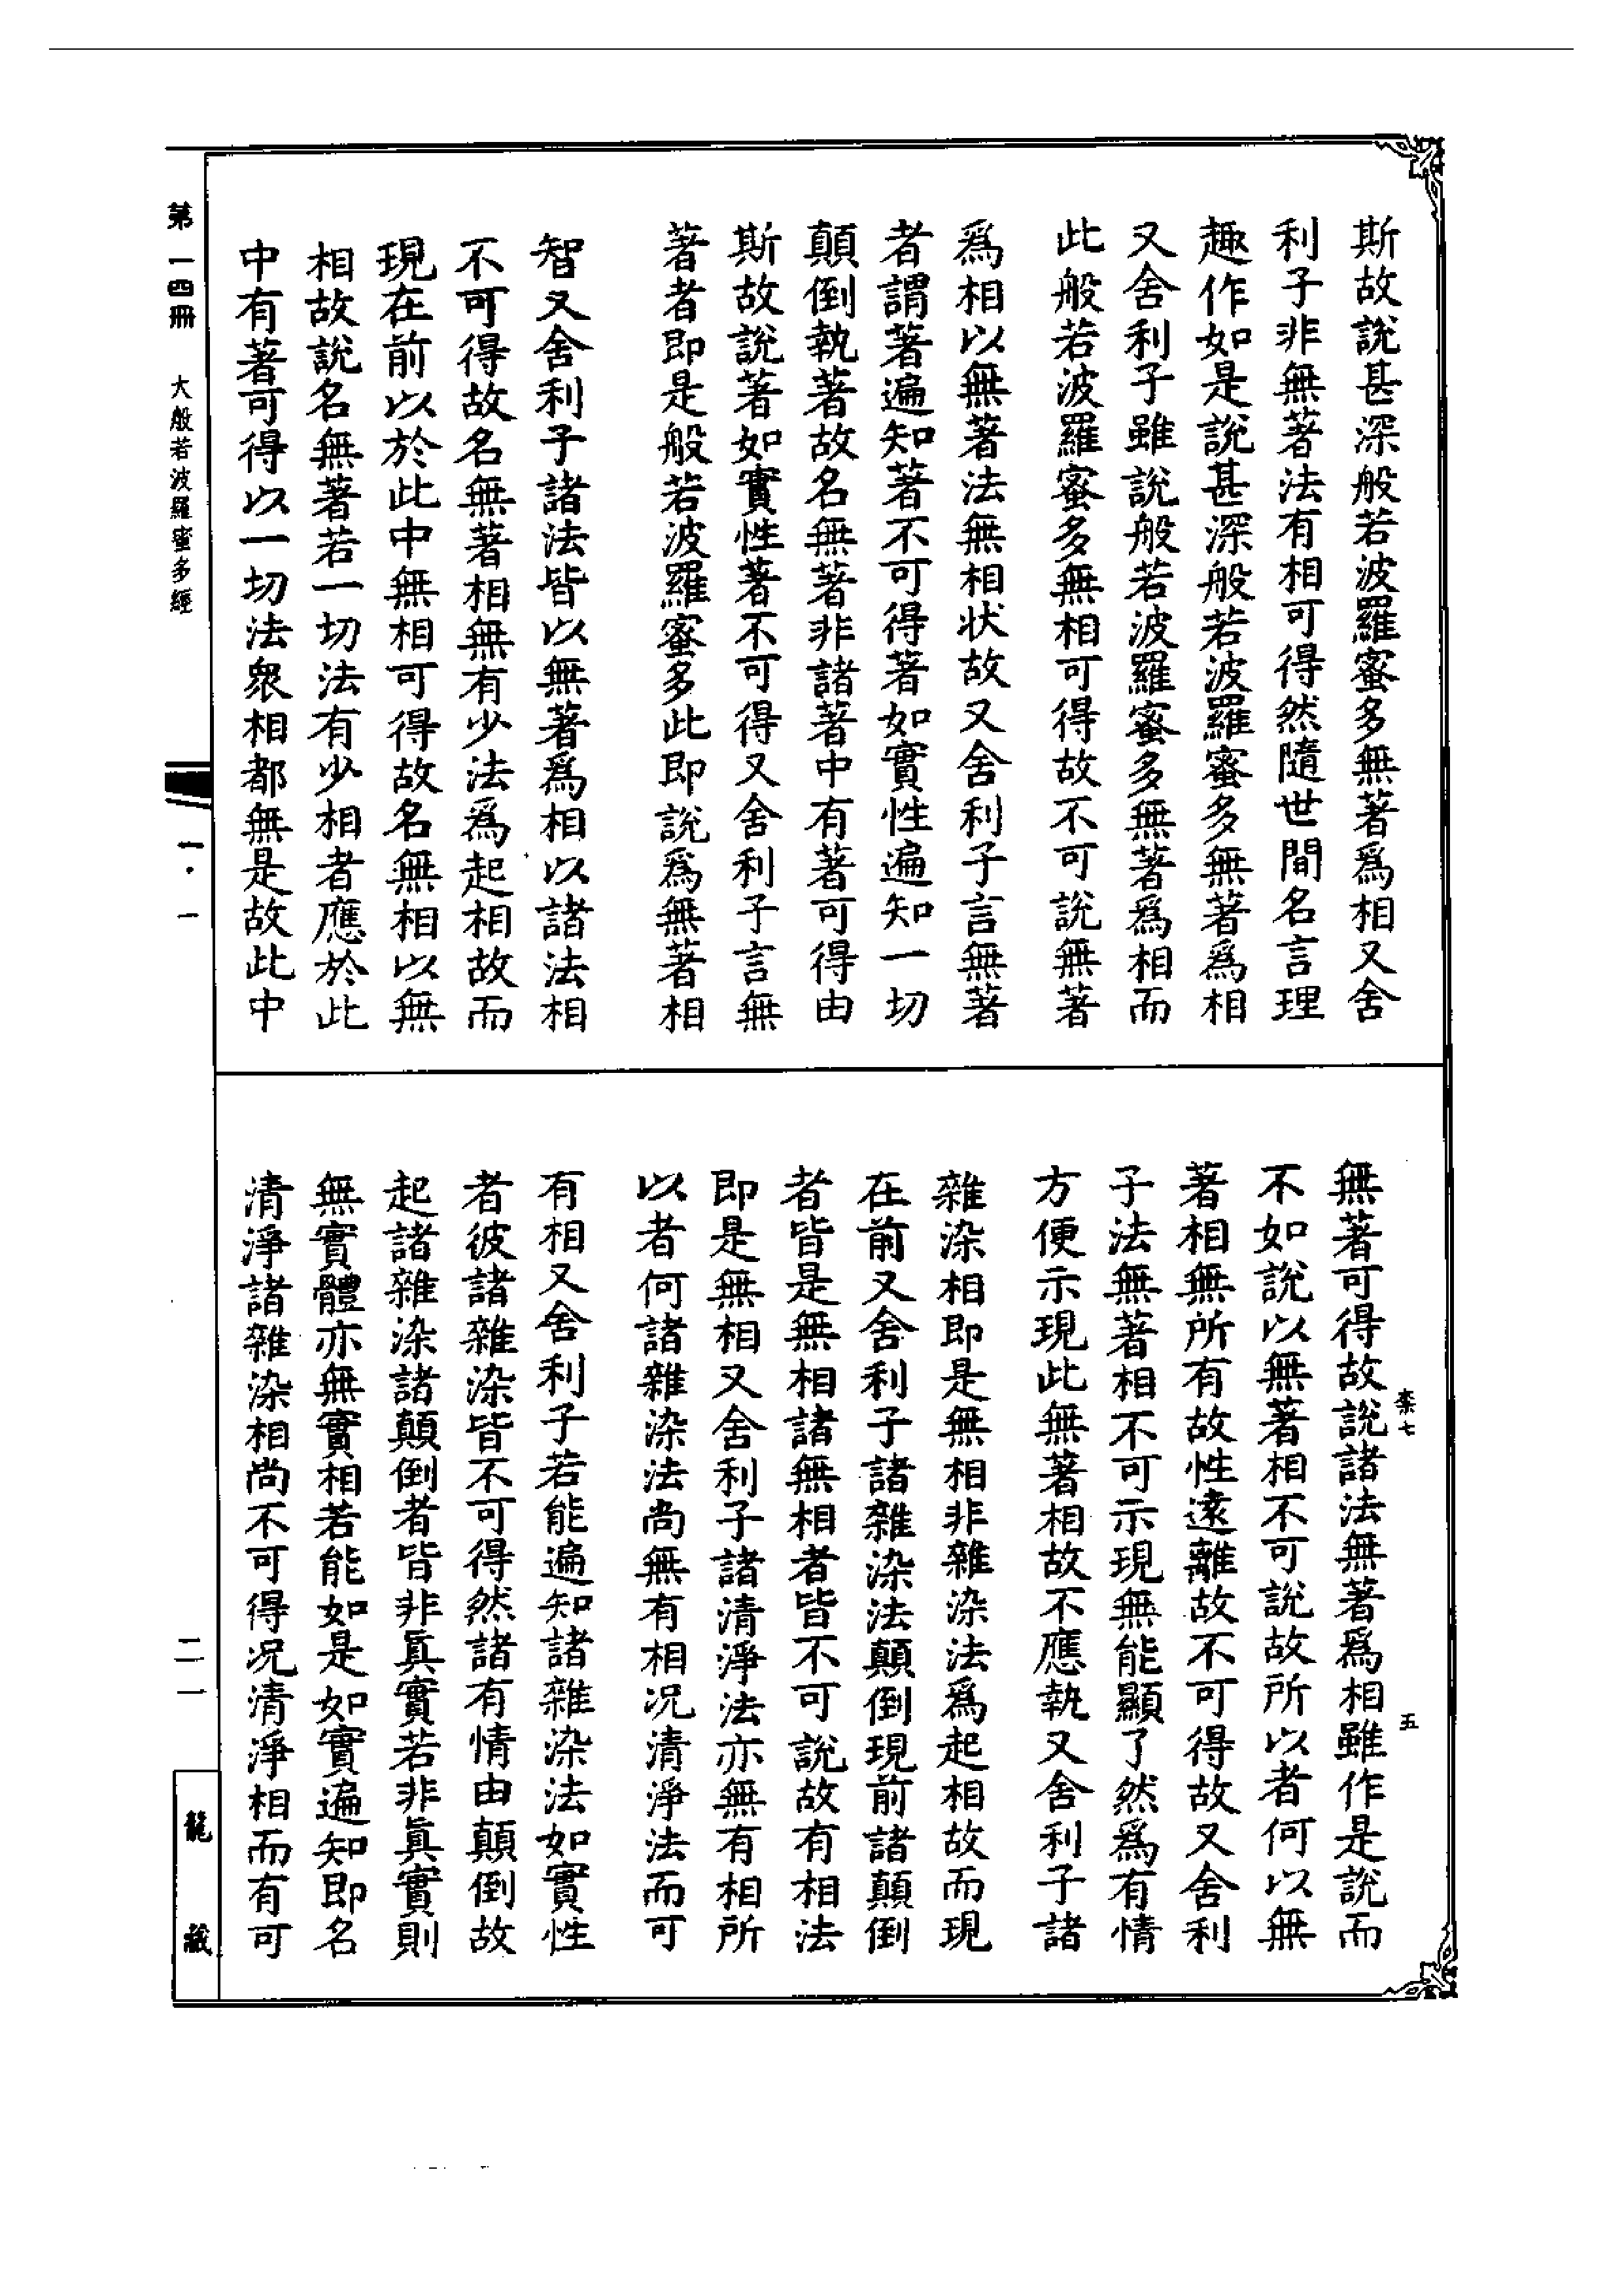 斯故說甚深般若波羅蜜多無著爲相又舍
利子非無著法有相可得然隨世間名言理
趣作如是說甚深般若波羅蜜多無著爲相
又舍利子雖說般若波羅蜜多無著爲相而
此般若波羅蜜多無相可得故不可說無著
爲相以無著法無相狀故又舍利子言無著
者謂著遍知著不可得著如實性遍知一切
顛倒執著故名無著非諸著中有著可得由
斯故說著如實性著不可得又舍利子言無
著者即是般若波羅蜜多此即說爲無著相
智又舍利子諸法皆以無著爲相以諸法相
不可得故名無著相無有少法爲起相故而
現在前以於此中無相可得故名無相以無
相故說名無著若一切法有少相者應於此
中有著可得以一切法衆相都無是故此中
無著可得故說諸法無著爲相雖作是說而
不如說以無著相不可說故所以者何以無
著相無所有故性遠離故不可得故又舍利
子法無著相不可示現無能顯了然爲有情
方便示現此無著相故不應執又舍利子諸
雜染相即是無相非雜染法爲起相故而現
在前又舍利子諸雜染法顛倒現前諸顛倒
者皆是無相諸無相者皆不可說故有相法
即是無相又舍利子諸清淨法亦無有相所
以者何諸雜染法尚無有相况清淨法而可
有相又舍利子若能遍知諸雜染法如實性
者彼諸雜染皆不可得然諸有情由顛倒故
起諸雜染諸顛倒者皆非眞實若非眞實則
無實體亦無實相若能如是如實遍知即名
清淨諸雜染相尚不可得况清淨相而有可
柰七
五
第一四冊
大般若波羅蜜多經
一·一
二一
龍藏